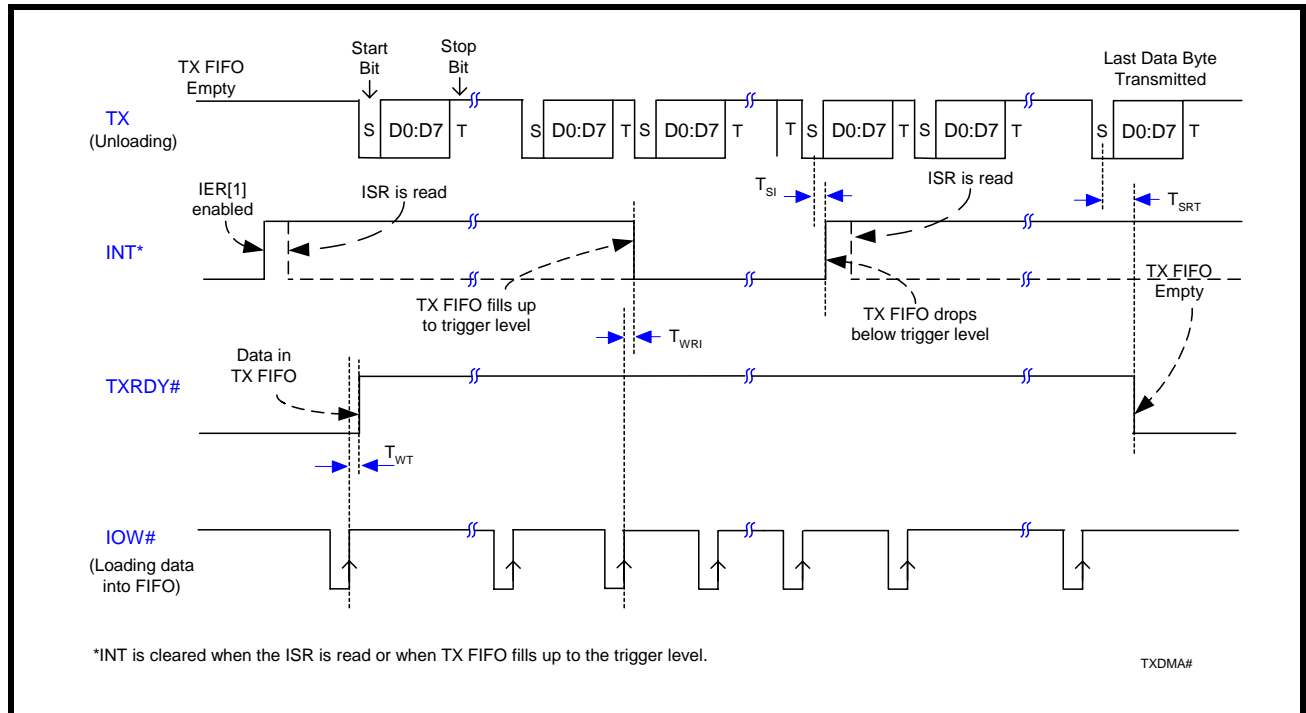 Start
Bit
Stop
Bit
TX FIFO
Empty
Last Data Byte
Transmitted
TX
(Unloading)
S D0:D7 T S D0:D7 T S D0:D7 T T S D0:D7 T S D0:D7 T S D0:D7 T
IER[1]
enabled
ISR is read
TSI
ISR is read
TSRT
INT*
TX FIFO fills up
to trigger level
TX FIFO drops
below trigger level
TX FIFO
Empty
TWRI
Data in
TX FIFO
TXRDY#
TWT
IOW#
(Loading data
into FIFO)
*INT is cleared when the ISR is read or when TX FIFO fills up to the trigger level.
TXDMA#